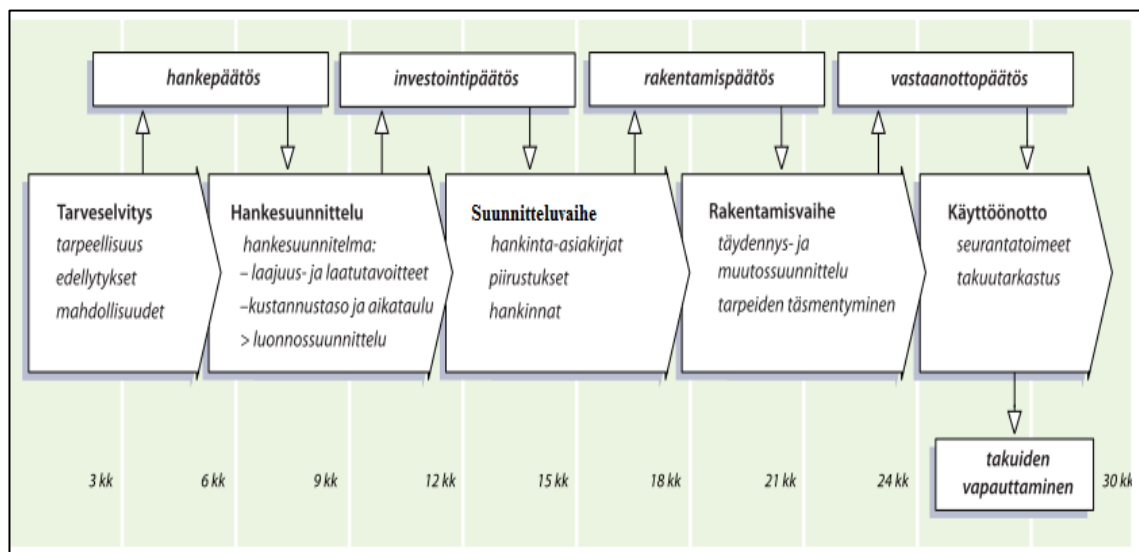 hankepäätös
investointipäätös
rakentamispäätös
vastaanottopäätös
Tarveselvitys
tarpeellisuus
edellytykset
mahdollisuudet
Hankesuunnittelu
hankesuunnitelma:
– laajuus- ja laatutavoitteet
–kustannustaso ja aikataulu
> luonnossuunnittelu
Suunnitteluvaihe
hankinta-asiakirjat
piirustukset
hankinnat
Rakentamisvaihe
täydennys- ja
muutossuunnittelu
tarpeiden täsmentyminen
Käyttöönotto
seurantatoimeet
takuutarkastus
takuiden
vapauttaminen
3 kk
6 kk
9 kk
12 kk
15 kk
18 kk
21 kk
24 kk
30 kk